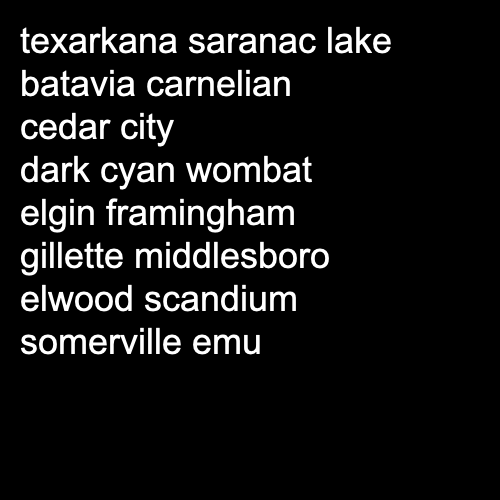 texarkana saranac lake
batavia carnelian
cedar city
dark cyan wombat
elgin framingham
gillette middlesboro
elwood scandium
somerville emu